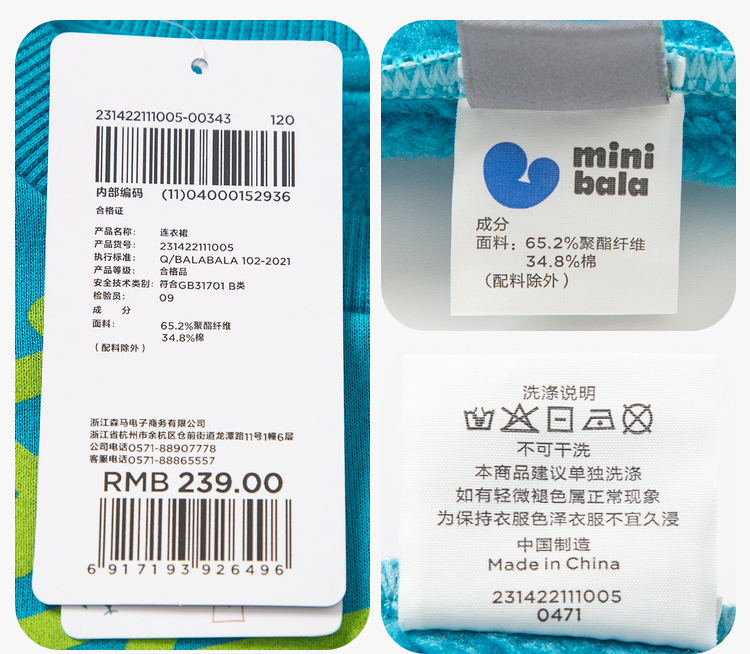 231422111005-00343 120
内部编码 (11)04000152936
合格证
产品名称: 连衣裙
产品货号: 231422111005
执行标准: Q/BALABALA 102-2021
产品等级: 合格品
安全技术类别: 符合GB31701 B类
检验员: 09
成 分
面料: 65.2%聚酯纤维
34.8%棉
(配料除外)
浙江森马电子商务有限公司
浙江省杭州市余杭区仓前街道龙潭路11号1幢6层
公司电话0571-88907778
客服电话0571-88865557
RMB 239.00
6 917193 926496
mini
bala
成分
面料: 65.2%聚酯纤维
34.8%棉
(配料除外)
洗涤说明
不可干洗
本商品建议单独洗涤
如有轻微褪色属正常现象
为保持衣服色泽衣服不宜久浸
中国制造
Made in China
231422111005
0471